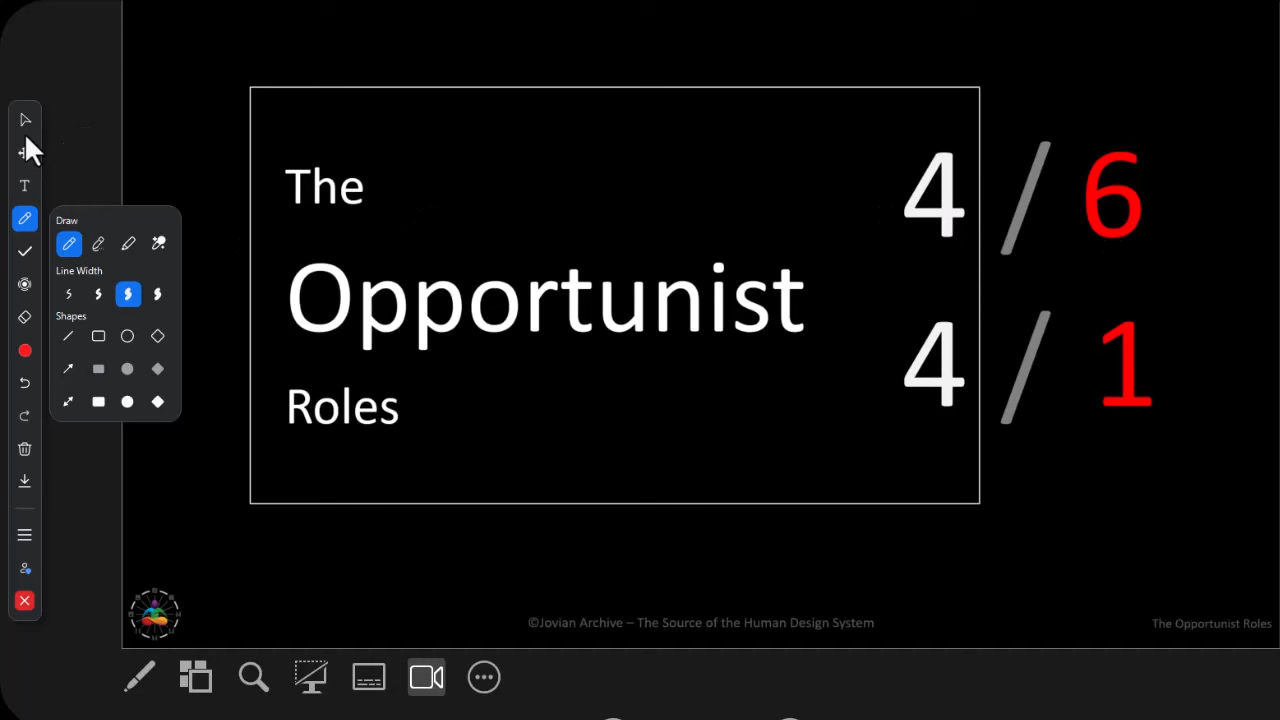 The
Opportunist
Roles
4 / 6
4 / 1
T
Draw
Line Width
Shapes
©Jovian Archive – The Source of the Human Design System
The Opportunist Roles